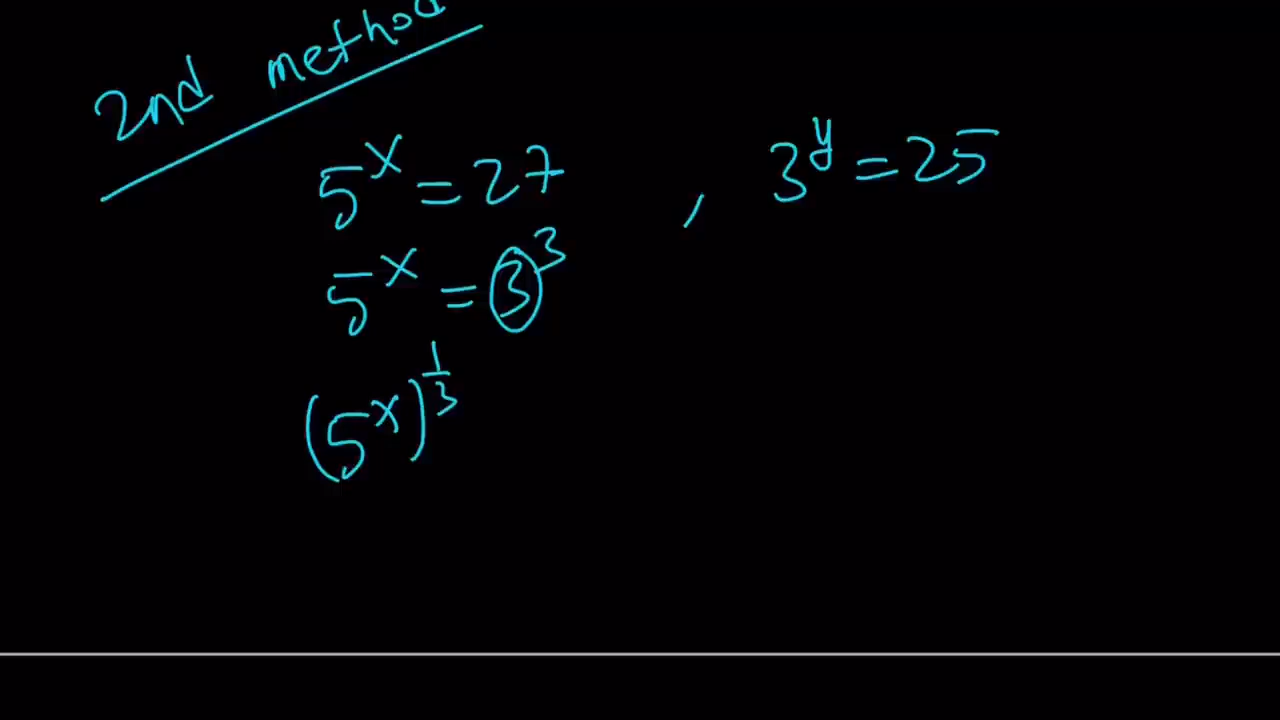 2nd method
5^x = 27 , 3^y = 25
5^x = 3^3
(5^x)^(1/3)